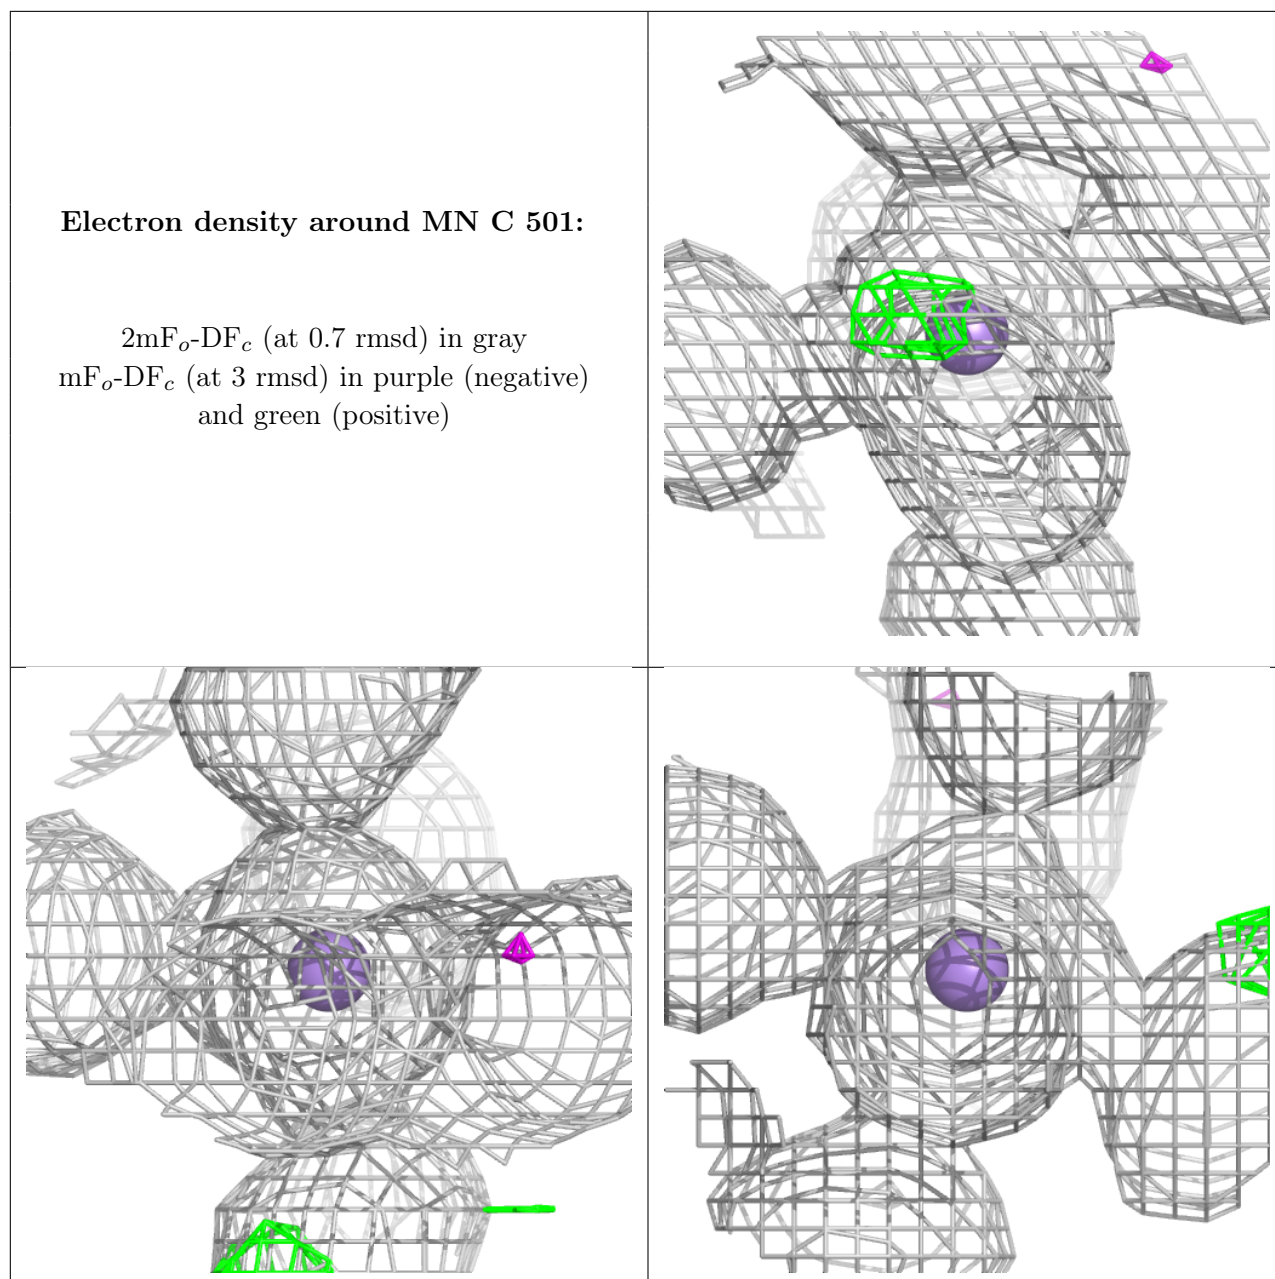 Electron density around MN C 501:
2mFₒ-DF𝒸 (at 0.7 rmsd) in gray
mFₒ-DF𝒸 (at 3 rmsd) in purple (negative)
and green (positive)